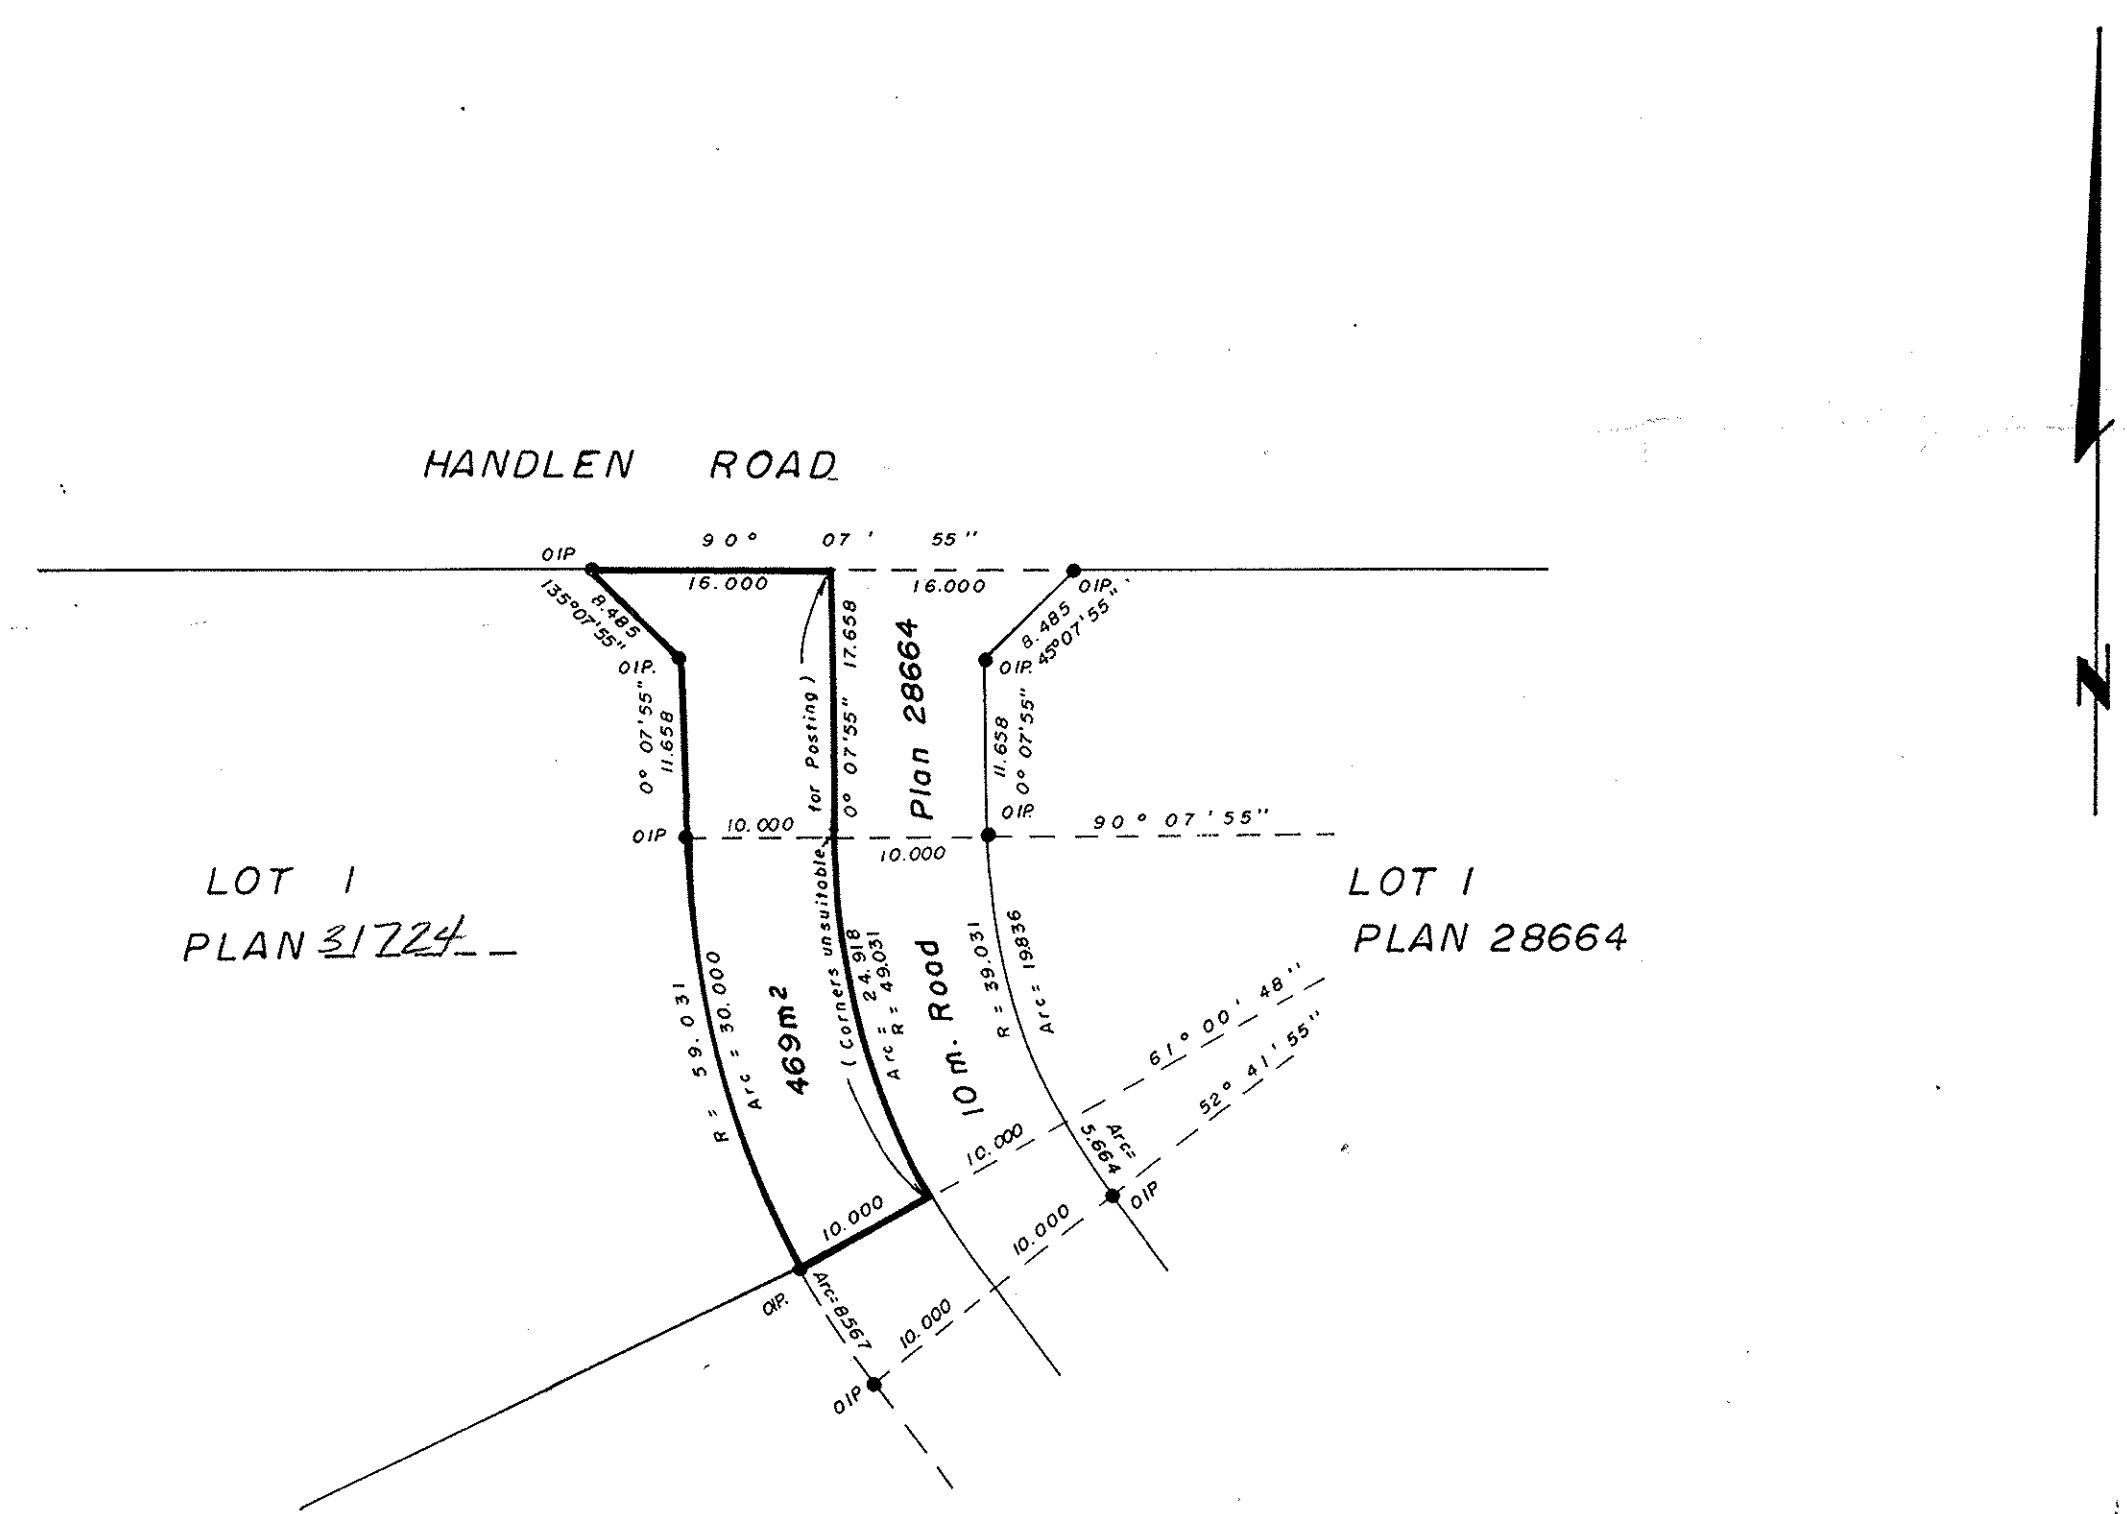 HANDLEN ROAD
90° 07' 55"
OIP
16.000
16.000
OIP.
135°07'55"
8.485
8.485
45°07'55"
OIP.
OIP.
17.658
0° 07'55"
Plan 28664
0° 07'55"
11.658
11.658
0° 07'55"
(Corners unsuitable for Posting)
OIP
10.000
10.000
OIP.
90° 07' 55"
LOT 1
PLAN 31724
LOT 1
PLAN 28664
R = 59.031
Arc = 30.000
469m2
Arc = 24.918
R = 49.031
10m. Road
R = 39.031
Arc = 19.836
61° 00' 48"
52° 41' 55"
10.000
10.000
Arc=
5.664
OIP
OIP.
Arc=8.567
10.000
10.000
OIP
N